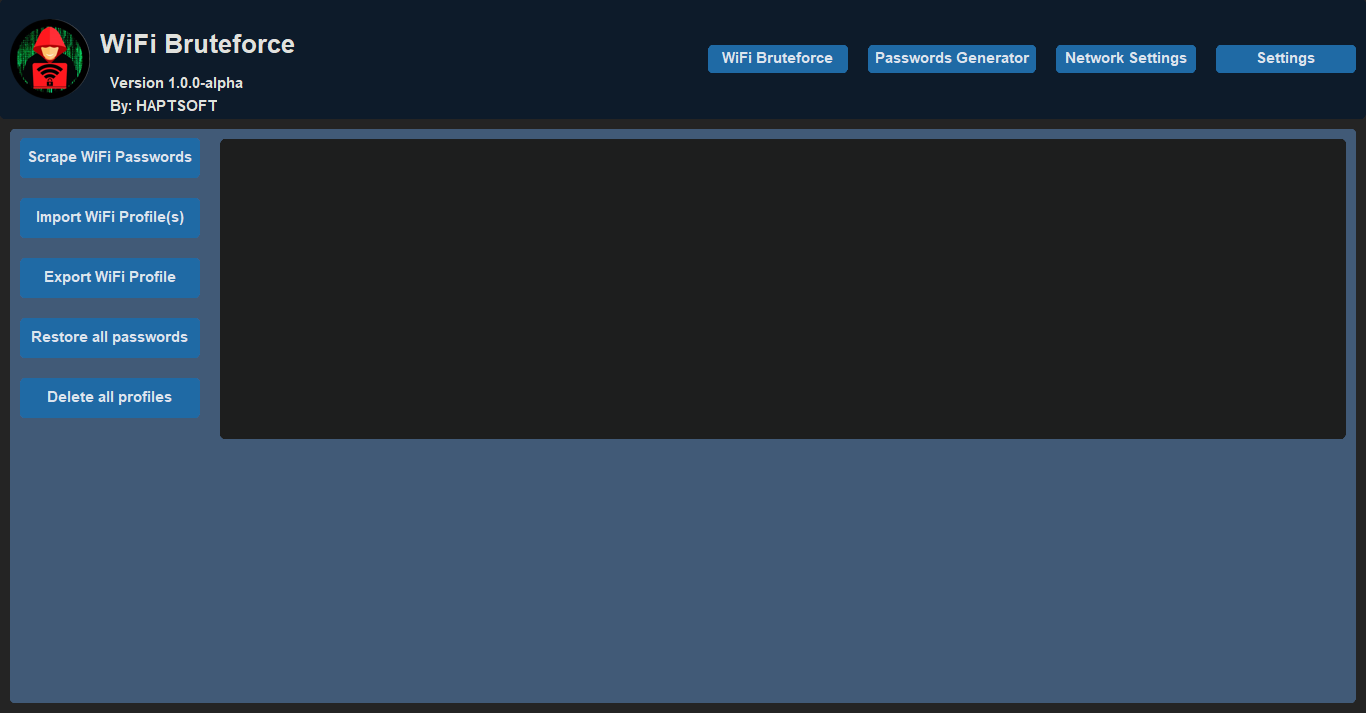 WiFi Bruteforce
Version 1.0.0-alpha
By: HAPTSOFT
WiFi Bruteforce
Passwords Generator
Network Settings
Settings
Scrape WiFi Passwords
Import WiFi Profile(s)
Export WiFi Profile
Restore all passwords
Delete all profiles